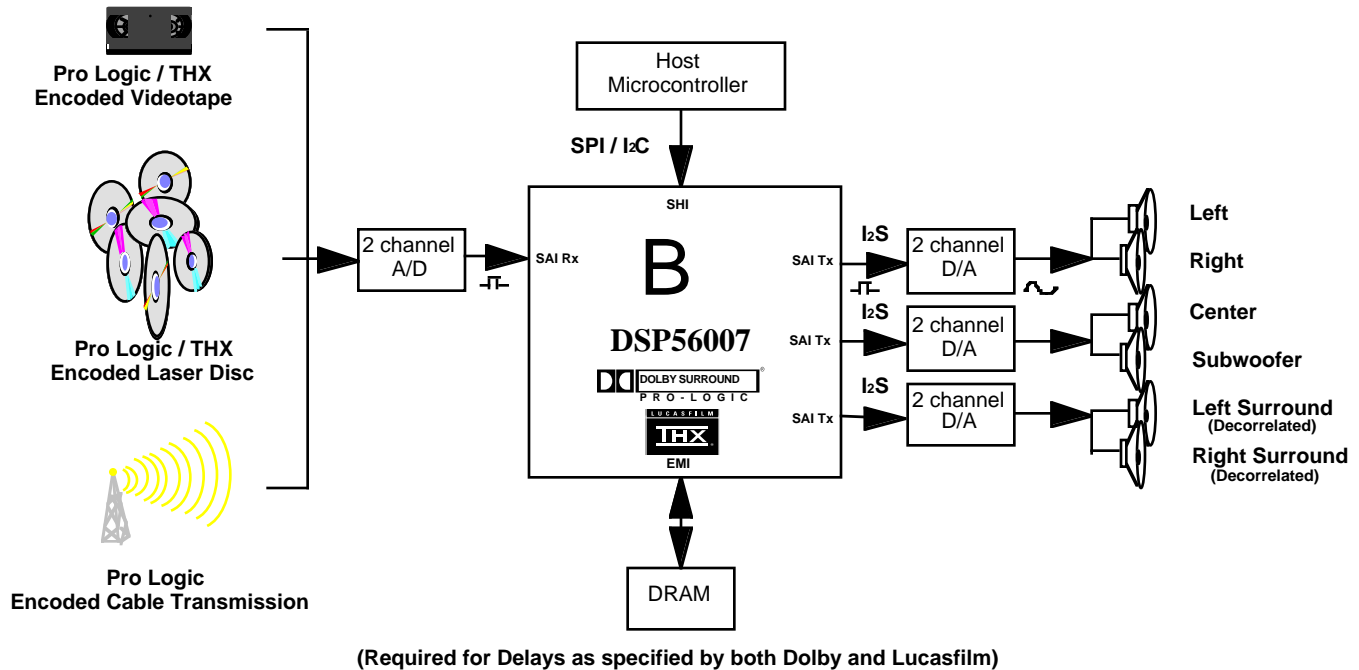 Pro Logic / THX
Encoded Videotape
Pro Logic / THX
Encoded Laser Disc
Pro Logic
Encoded Cable Transmission
2 channel
A/D
Host
Microcontroller
SPI / I2C
SHI
SAI Rx
B
DSP56007
DOLBY SURROUND®
PRO-LOGIC
LUCASFILM
THX
EMI
SAI Tx
SAI Tx
SAI Tx
I2S
2 channel
D/A
I2S
2 channel
D/A
I2S
2 channel
D/A
Left
Right
Center
Subwoofer
Left Surround
(Decorrelated)
Right Surround
(Decorrelated)
DRAM
(Required for Delays as specified by both Dolby and Lucasfilm)